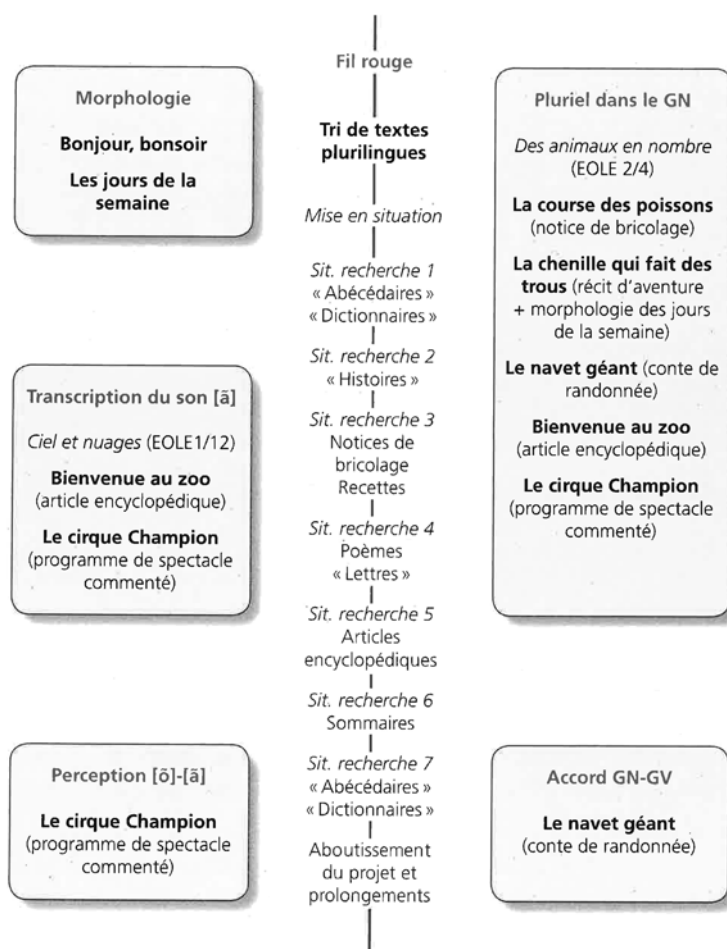 Morphologie
Bonjour, bonsoir
Les jours de la
semaine
Transcription du son [ã]
Ciel et nuages (EOLE1/12)
Bienvenue au zoo
(article encyclopédique)
Le cirque Champion
(programme de spectacle
commenté)
Perception [õ]-[ã]
Le cirque Champion
(programme de spectacle
commenté)
Fil rouge
Tri de textes
plurilingues
Mise en situation
Sit. recherche 1
« Abécédaires »
« Dictionnaires »
Sit. recherche 2
« Histoires »
Sit. recherche 3
Notices de
bricolage
Recettes
Sit. recherche 4
Poèmes
« Lettres »
Sit. recherche 5
Articles
encyclopédiques
Sit. recherche 6
Sommaires
Sit. recherche 7
« Abécédaires »
« Dictionnaires »
Aboutissement
du projet et
prolongements
Pluriel dans le GN
Des animaux en nombre
(EOLE 2/4)
La course des poissons
(notice de bricolage)
La chenille qui fait des
trous (récit d'aventure
+ morphologie des jours
de la semaine)
Le navet géant (conte de
randonnée)
Bienvenue au zoo
(article encyclopédique)
Le cirque Champion
(programme de spectacle
commenté)
Accord GN-GV
Le navet géant
(conte de randonnée)